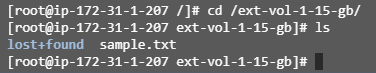 [root@ip-172-31-1-207 /]# cd /ext-vol-1-15-gb/
[root@ip-172-31-1-207 ext-vol-1-15-gb]# ls
lost+found  sample.txt
[root@ip-172-31-1-207 ext-vol-1-15-gb]#